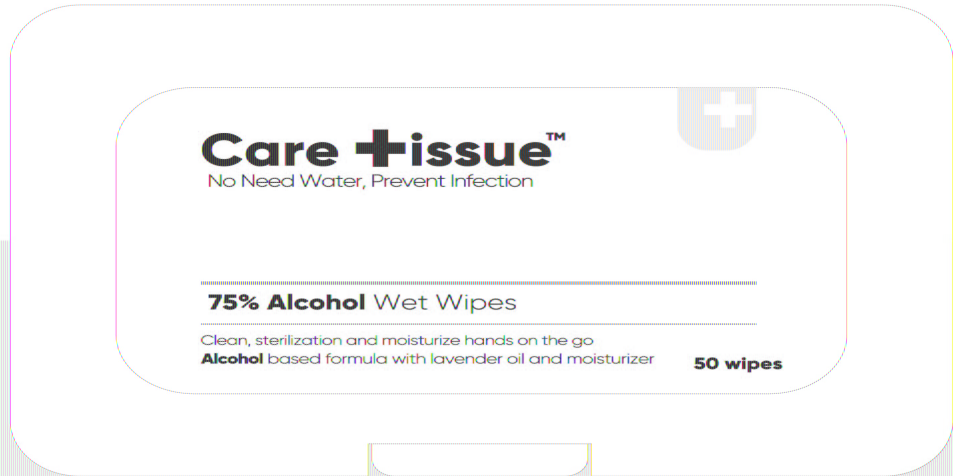 Care +issue™
No Need Water, Prevent Infection
75% Alcohol Wet Wipes
Clean, sterilization and moisturize hands on the go
Alcohol based formula with lavender oil and moisturizer
50 wipes